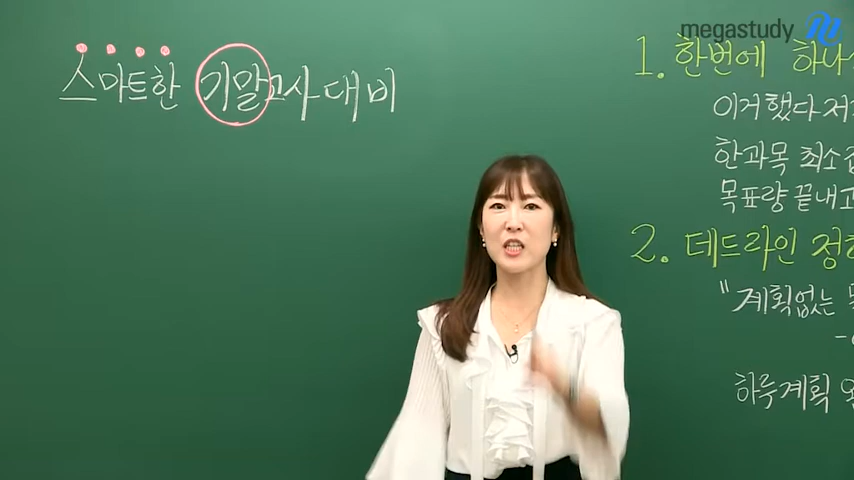 megastudy
스마트한 기말고사대비
1. 한번에 하나
이거했다 저
한과목 최소
목표량 끝내고
2. 데드라인 정
"계획없는
하루계획